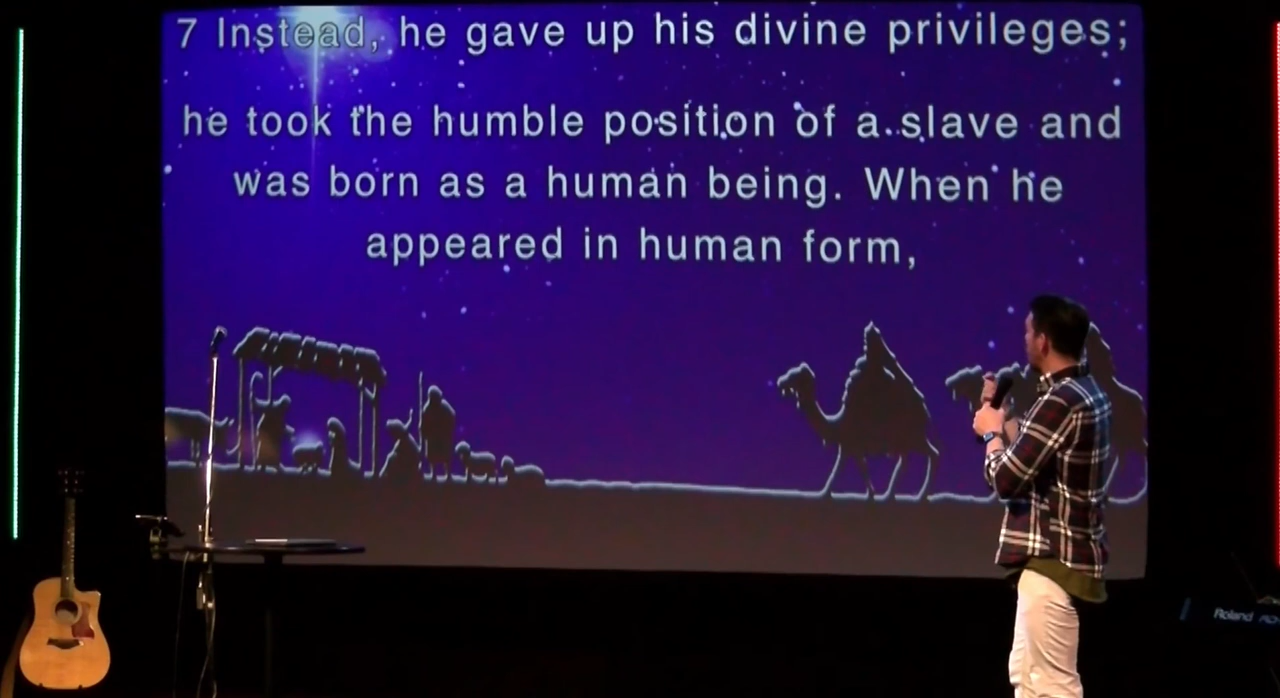 7 Instead, he gave up his divine privileges;
he took the humble position of a slave and
was born as a human being. When he
appeared in human form,
Roland